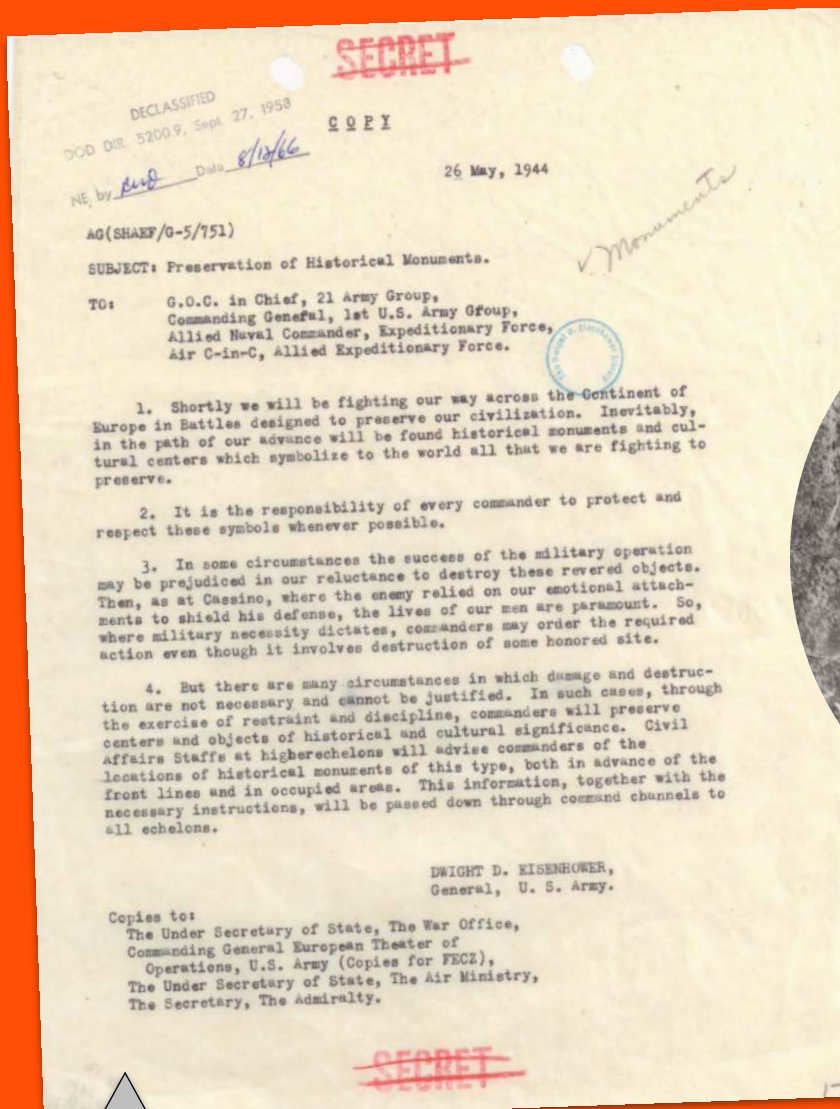 SECRET
DECLASSIFIED
DOD DIR. 5200.9, Sept. 27, 1958
NE by Date 8/12/66
COPY
26 May, 1944
✓ Monuments
AG(SHAEF/G-5/751)
SUBJECT: Preservation of Historical Monuments.
TO: G.O.C. in Chief, 21 Army Group,
Commanding General, 1st U.S. Army Group,
Allied Naval Commander, Expeditionary Force,
Air C-in-C, Allied Expeditionary Force.
The Dwight D. Eisenhower Library
1. Shortly we will be fighting our way across the Continent of
Europe in Battles designed to preserve our civilization. Inevitably,
in the path of our advance will be found historical monuments and cul-
tural centers which symbolize to the world all that we are fighting to
preserve.
2. It is the responsibility of every commander to protect and
respect these symbols whenever possible.
3. In some circumstances the success of the military operation
may be prejudiced in our reluctance to destroy these revered objects.
Then, as at Cassino, where the enemy relied on our emotional attach-
ments to shield his defense, the lives of our men are paramount. So,
where military necessity dictates, commanders may order the required
action even though it involves destruction of some honored site.
4. But there are many circumstances in which damage and destruc-
tion are not necessary and cannot be justified. In such cases, through
the exercise of restraint and discipline, commanders will preserve
centers and objects of historical and cultural significance. Civil
Affairs Staffs at higherechelons will advise commanders of the
locations of historical monuments of this type, both in advance of the
front lines and in occupied areas. This information, together with the
necessary instructions, will be passed down through command channels to
all echelons.
DWIGHT D. EISENHOWER,
General, U. S. Army.
Copies to:
The Under Secretary of State, The War Office,
Commanding General European Theater of
Operations, U.S. Army (Copies for FECZ),
The Under Secretary of State, The Air Ministry,
The Secretary, The Admiralty.
SECRET